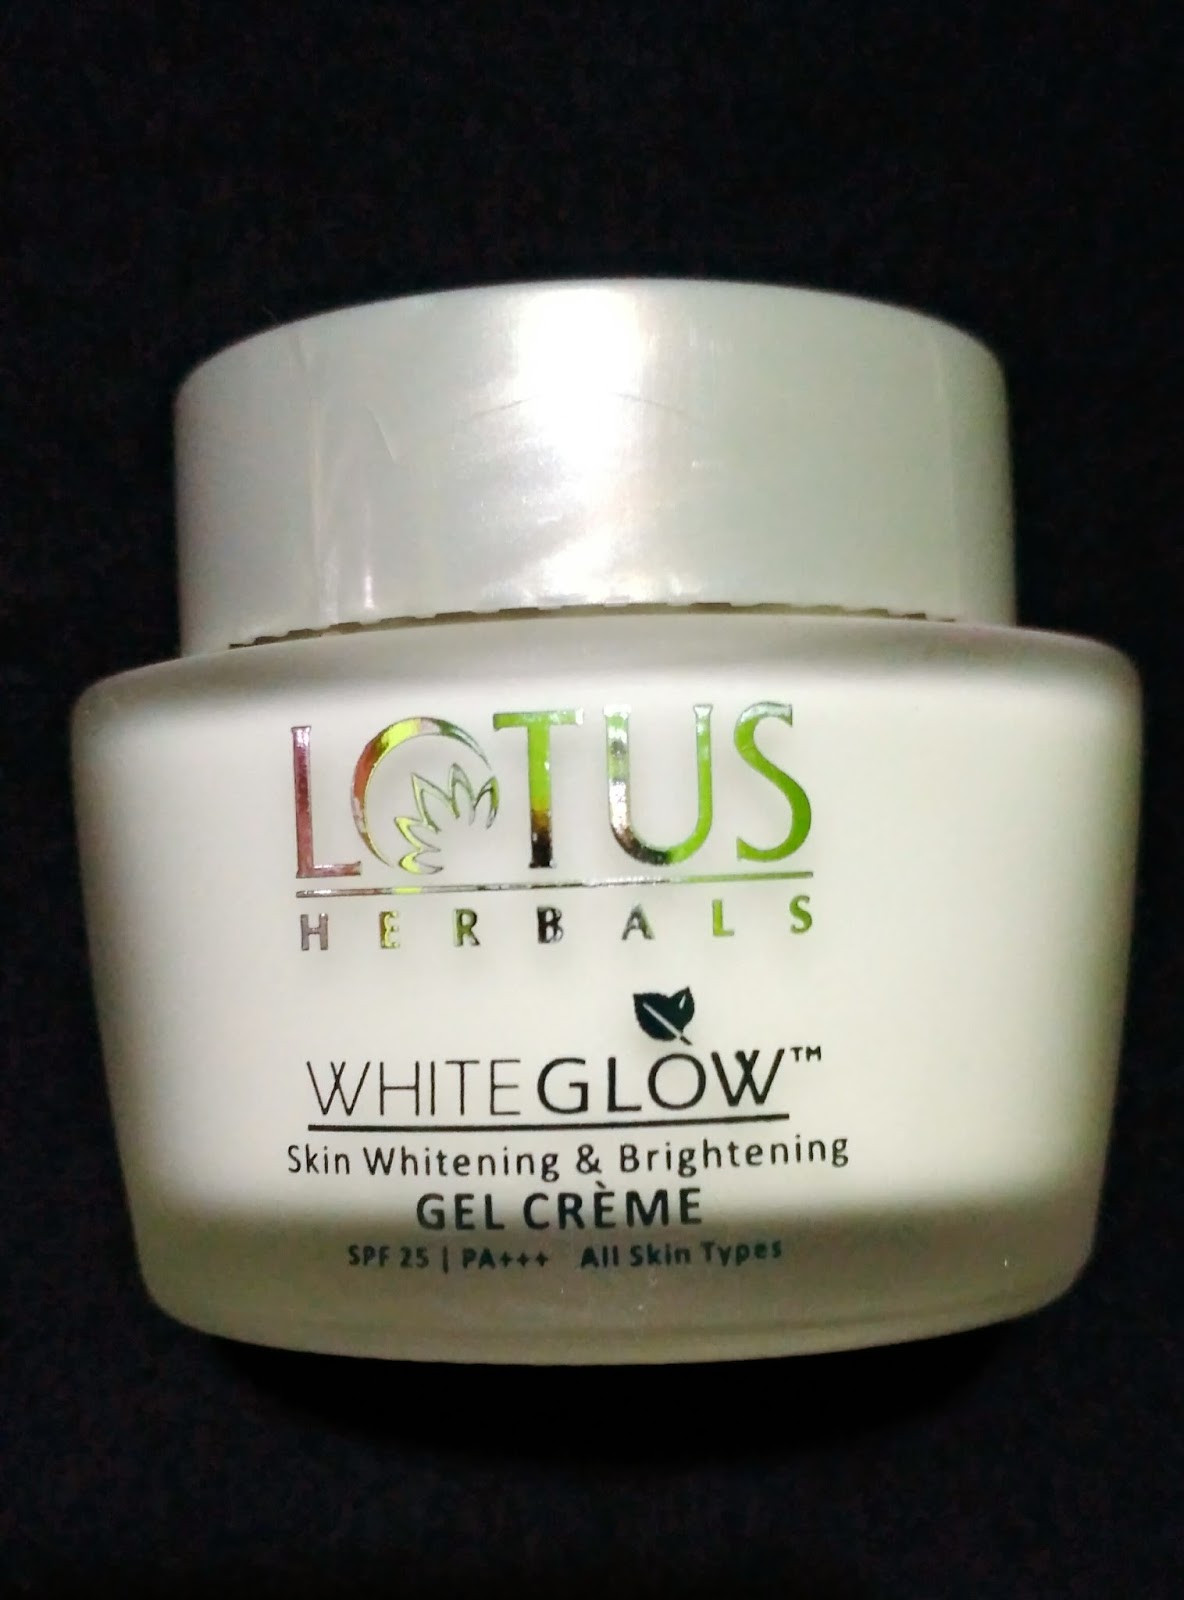 LOTUS
HERBALS
WHITEGLOW™
Skin Whitening & Brightening
GEL CRÈME
SPF 25 | PA+++ All Skin Types